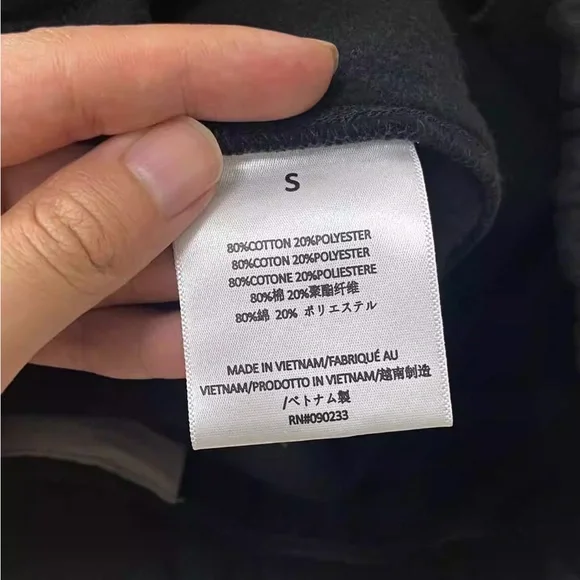 S
80%COTTON 20%POLYESTER
80%COTON 20%POLYESTER
80%COTONE 20%POLIESTERE
80%棉 20%聚酯纤维
80%綿 20% ポリエステル
MADE IN VIETNAM/FABRIQUÉ AU
VIETNAM/PRODOTTO IN VIETNAM/越南制造
/ベトナム製
RN#090233